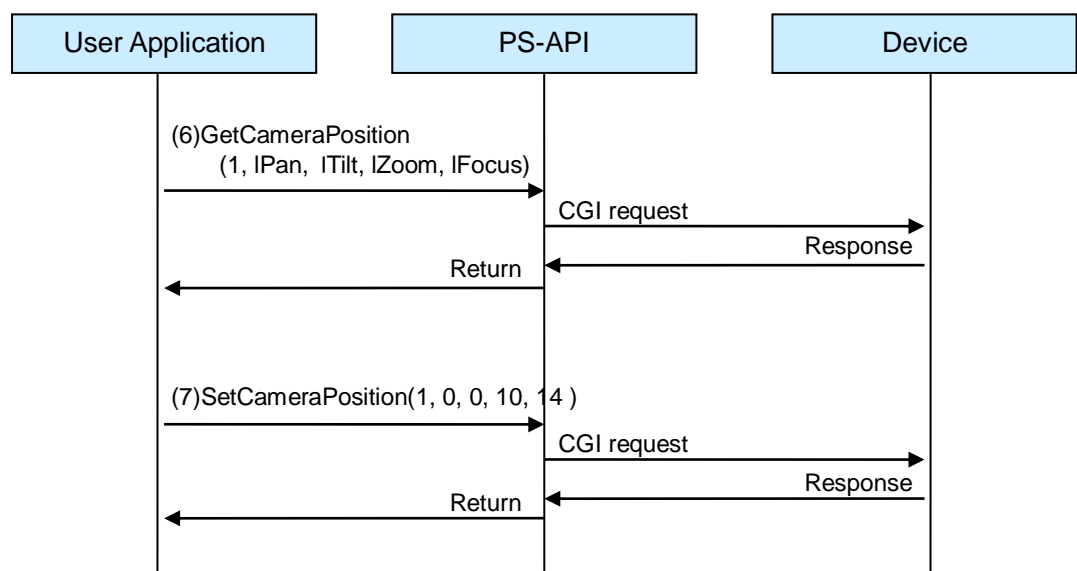 User Application
PS-API
Device
(6)GetCameraPosition
(1, lPan, lTilt, lZoom, lFocus)
CGI request
Response
Return
(7)SetCameraPosition(1, 0, 0, 10, 14 )
CGI request
Response
Return